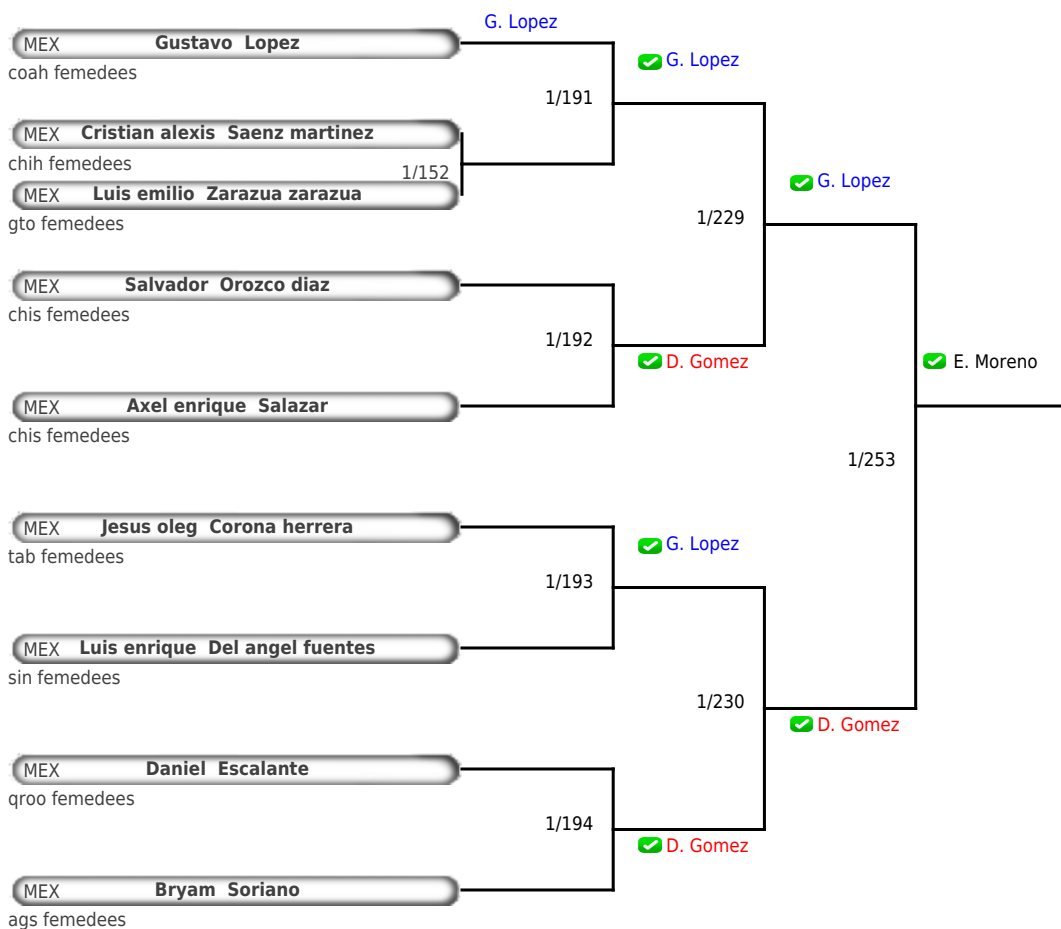 G. Lopez
MEX Gustavo Lopez
coah femedees
G. Lopez
1/191
MEX Cristian alexis Saenz martinez
chih femedees
1/152
MEX Luis emilio Zarazua zarazua
gto femedees
G. Lopez
1/229
MEX Salvador Orozco diaz
chis femedees
1/192
D. Gomez
E. Moreno
MEX Axel enrique Salazar
chis femedees
1/253
MEX Jesus oleg Corona herrera
tab femedees
G. Lopez
1/193
MEX Luis enrique Del angel fuentes
sin femedees
1/230
D. Gomez
MEX Daniel Escalante
qroo femedees
1/194
D. Gomez
MEX Bryam Soriano
ags femedees